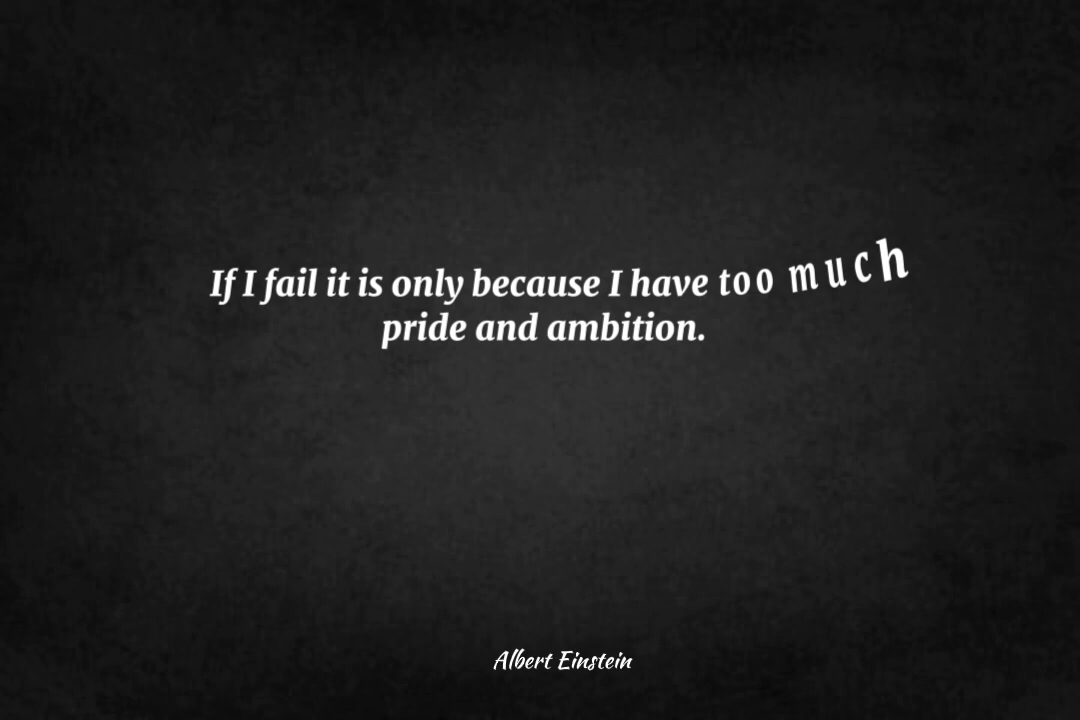 If I fail it is only because I have too much
pride and ambition.
Albert Einstein